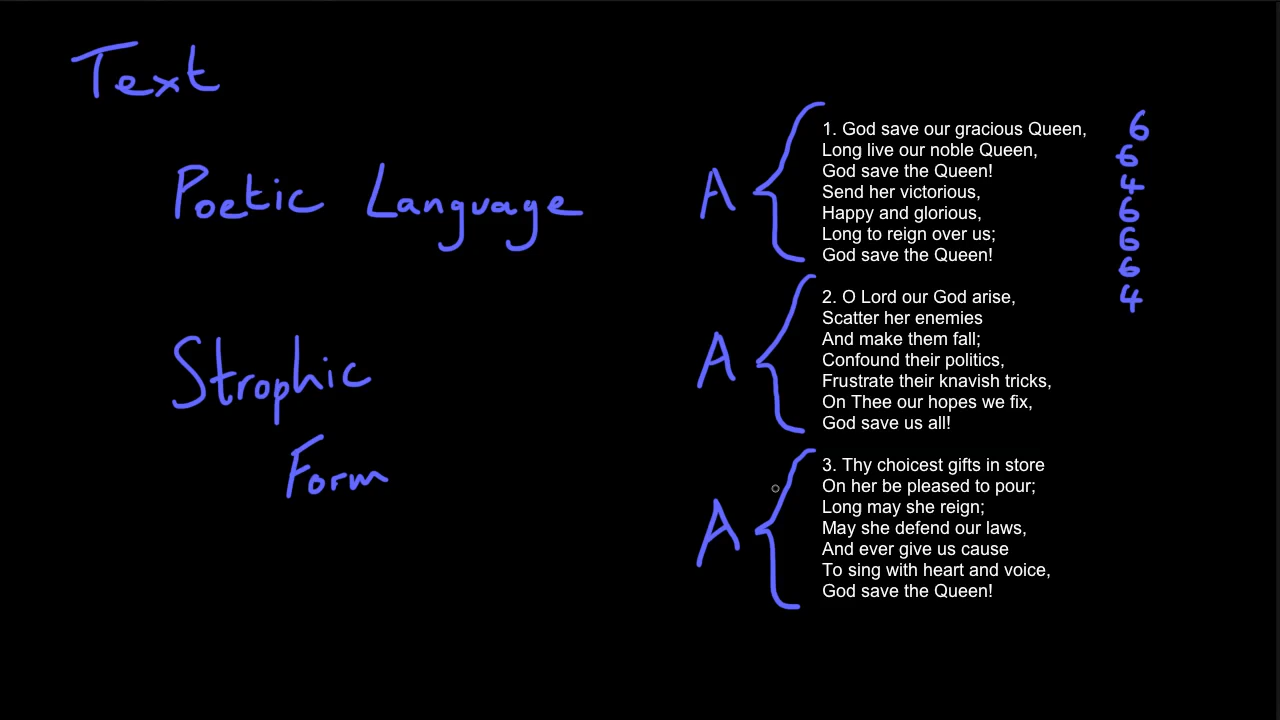 Text
Poetic Language
Strophic
Form
A
1. God save our gracious Queen, 6
Long live our noble Queen, 6
God save the Queen! 4
Send her victorious, 6
Happy and glorious, 6
Long to reign over us; 6
God save the Queen! 4
A
2. O Lord our God arise,
Scatter her enemies
And make them fall;
Confound their politics,
Frustrate their knavish tricks,
On Thee our hopes we fix,
God save us all!
A
3. Thy choicest gifts in store
On her be pleased to pour;
Long may she reign;
May she defend our laws,
And ever give us cause
To sing with heart and voice,
God save the Queen!